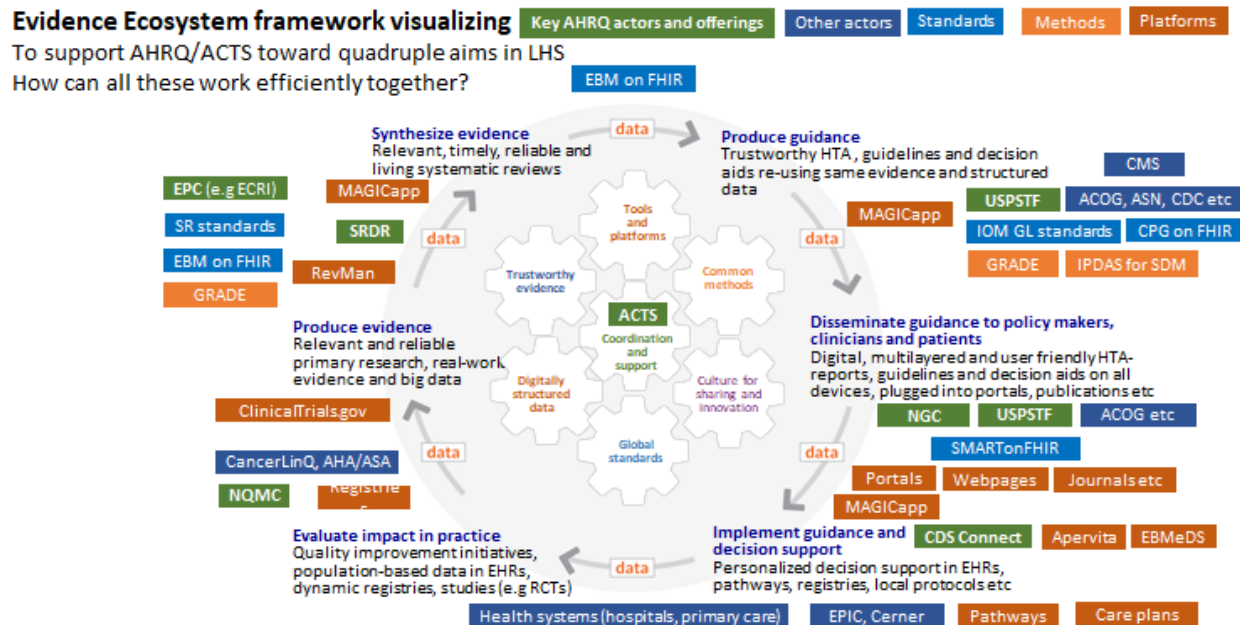 Evidence Ecosystem framework visualizing
Key AHRQ actors and offerings
Other actors
Standards
Methods
Platforms
To support AHRQ/ACTS toward quadruple aims in LHS
How can all these work efficiently together?
EBM on FHIR
data
Synthesize evidence
Relevant, timely, reliable and
living systematic reviews
EPC (e.g ECRI)
MAGICapp
SR standards
SRDR
EBM on FHIR
RevMan
GRADE
data
Produce guidance
Trustworthy HTA , guidelines and decision
aids re-using same evidence and structured
data
CMS
MAGICapp
USPSTF
ACOG, ASN, CDC etc
IOM GL standards
CPG on FHIR
GRADE
IPDAS for SDM
data
Tools
and
platforms
Trustworthy
evidence
Common
methods
ACTS
Coordination
and
support
Digitally
structured
data
Culture for
sharing and
innovation
Global
standards
Produce evidence
Relevant and reliable
primary research, real-work
evidence and big data
ClinicalTrials.gov
CancerLinQ, AHA/ASA
NQMC
Registrie
data
Disseminate guidance to policy makers,
clinicians and patients
Digital, multilayered and user friendly HTA-
reports, guidelines and decision aids on all
devices, plugged into portals, publications etc
NGC
USPSTF
ACOG etc
SMARTonFHIR
Portals
Webpages
Journals etc
MAGICapp
data
Evaluate impact in practice
Quality improvement initiatives,
population-based data in EHRs,
dynamic registries, studies (e.g RCTs)
data
Implement guidance and
decision support
Personalized decision support in EHRs,
pathways, registries, local protocols etc
CDS Connect
Apervita
EBMeDS
Health systems (hospitals, primary care)
EPIC, Cerner
Pathways
Care plans